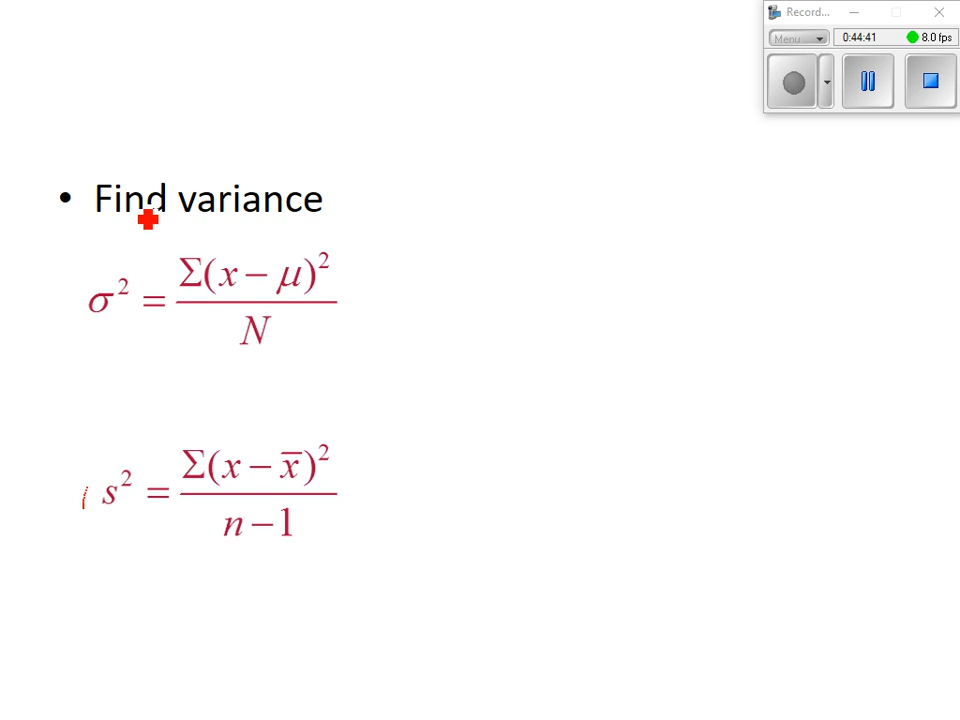 Record...
Menu 0:44:41 8.0 fps
• Find variance
σ² = Σ(x − μ)² / N
s² = Σ(x − x̄)² / n − 1